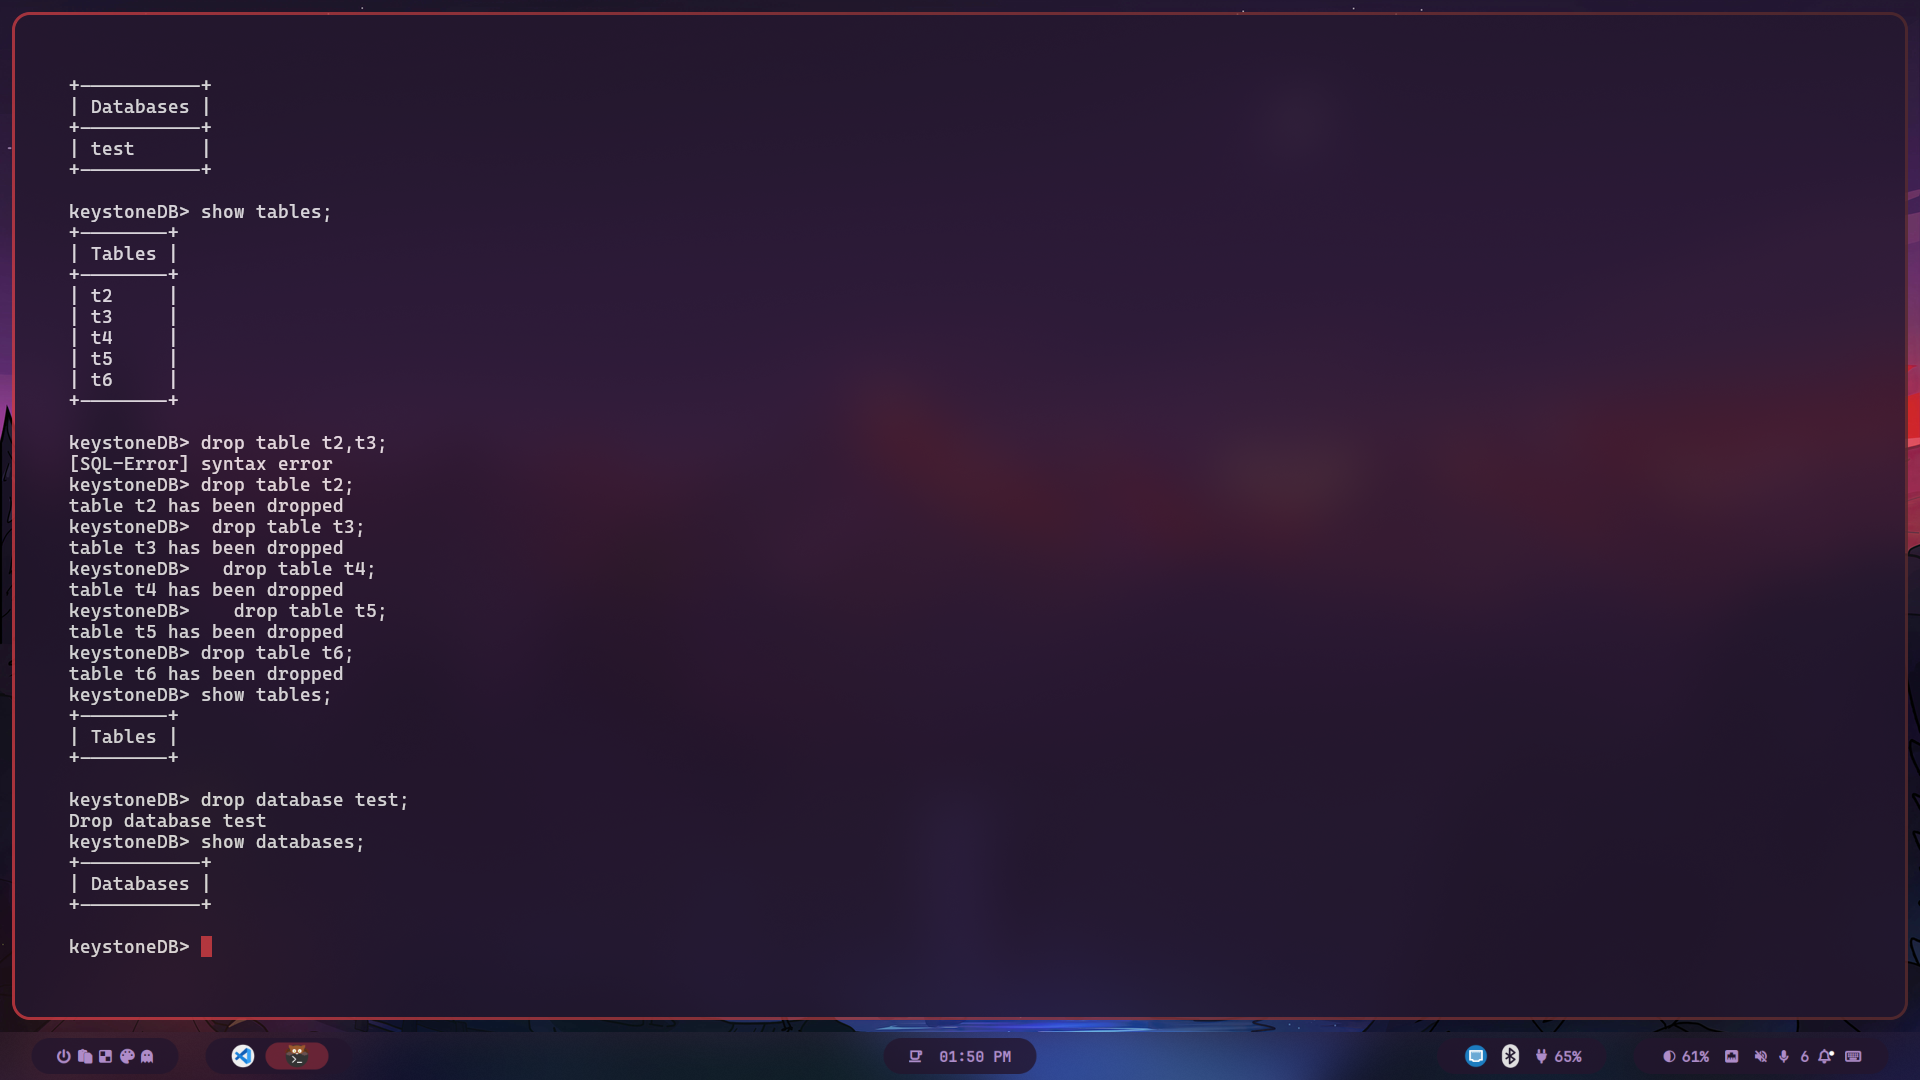 +———————————+
| Databases |
+———————————+
| test      |
+———————————+
keystoneDB> show tables;
+————————+
| Tables |
+————————+
| t2     |
| t3     |
| t4     |
| t5     |
| t6     |
+————————+
keystoneDB> drop table t2,t3;
[SQL-Error] syntax error
keystoneDB> drop table t2;
table t2 has been dropped
keystoneDB>  drop table t3;
table t3 has been dropped
keystoneDB>   drop table t4;
table t4 has been dropped
keystoneDB>    drop table t5;
table t5 has been dropped
keystoneDB> drop table t6;
table t6 has been dropped
keystoneDB> show tables;
+————————+
| Tables |
+————————+
keystoneDB> drop database test;
Drop database test
keystoneDB> show databases;
+———————————+
| Databases |
+———————————+
keystoneDB>
01:50 PM 65% 61% 6